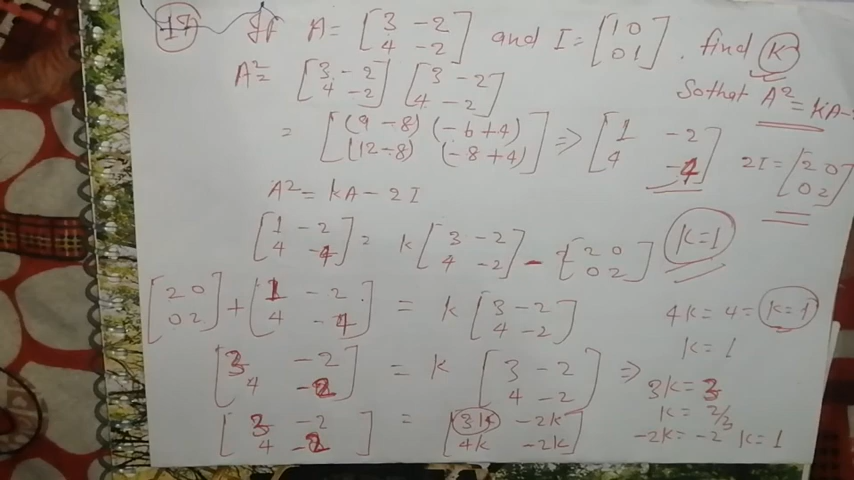 17 If A = [3 -2 4 -2] and I = [1 0 0 1]. find K
So that A² = KA-
A² = [3 -2 4 -2] [3 -2 4 -2]
= [(9-8) (-6+4) (12-8) (-8+4)] ⇒ [1 -2 4 -4] 2I = [2 0 0 2]
A² = KA - 2I
[1 -2 4 -4] = K [3 -2 4 -2] - [2 0 0 2] K=1
[2 0 0 2] + [1 -2 4 -4] = K [3 -2 4 -2] 4K = 4 = K=1
K = 1
[3 -2 4 -2] = K [3 -2 4 -2] ⇒ 3K = 3
K = 2/3
[3 -2 4 -2] = [3K -2K 4K -2K] -2K = -2 K = 1